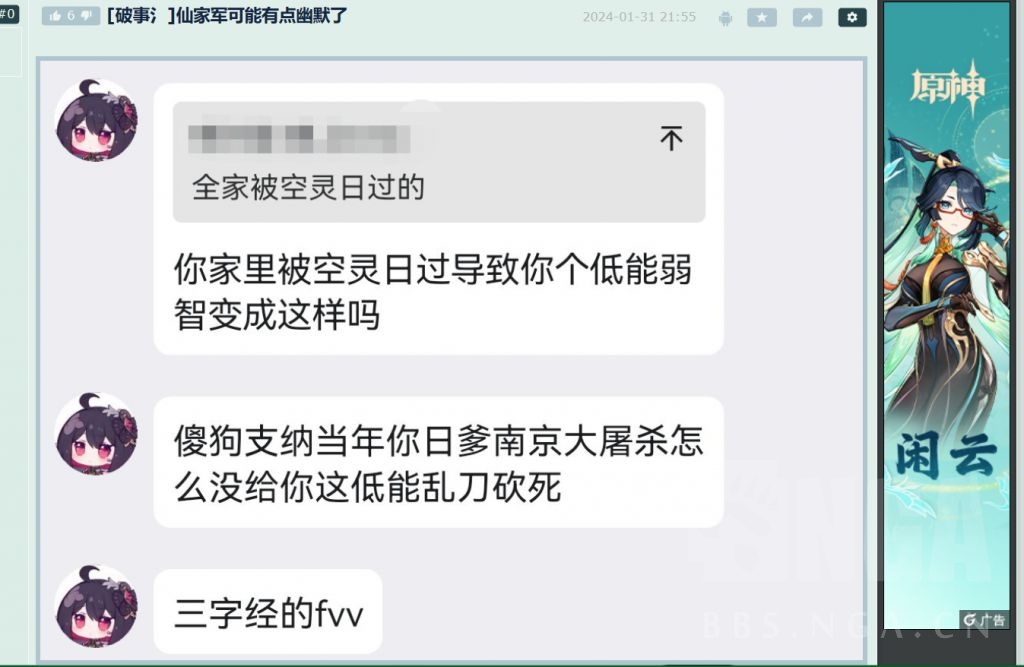 #0
6
[破事氵]仙家军可能有点幽默了
2024-01-31 21:55
全家被空灵日过的
你家里被空灵日过导致你个低能弱
智变成这样吗
傻狗支纳当年你日爹南京大屠杀怎
么没给你这低能乱刀砍死
三字经的fvv
原神
闲云
广告
NGA
BBS.NGA.CN